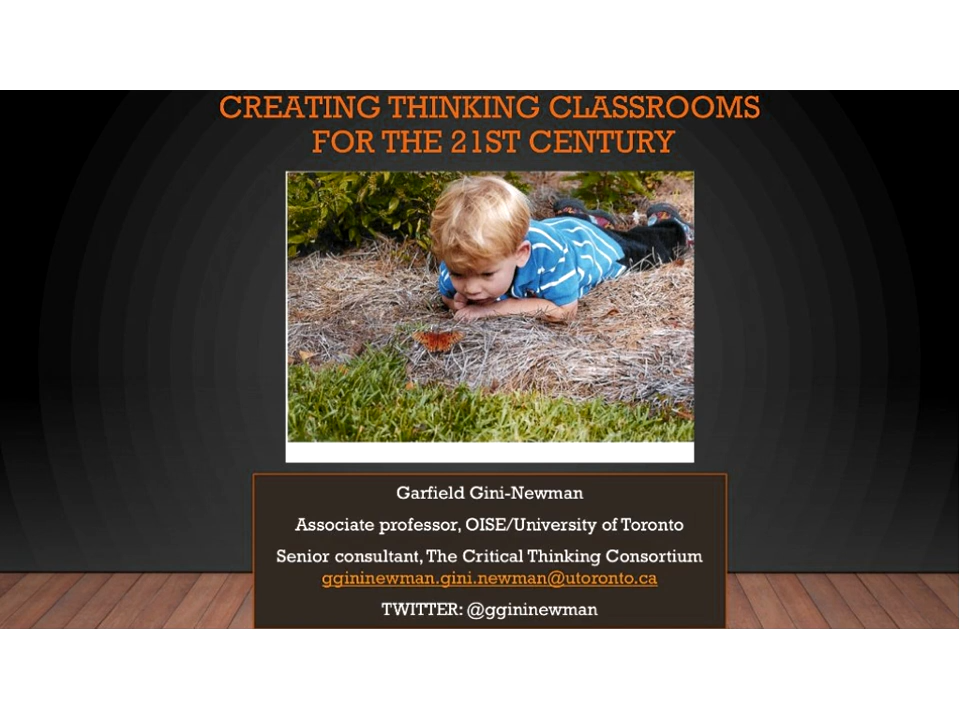 CREATING THINKING CLASSROOMS
FOR THE 21ST CENTURY
Garfield Gini-Newman
Associate professor, OISE/University of Toronto
Senior consultant, The Critical Thinking Consortium
ggininewman.gini.newman@utoronto.ca
TWITTER: @ggininewman